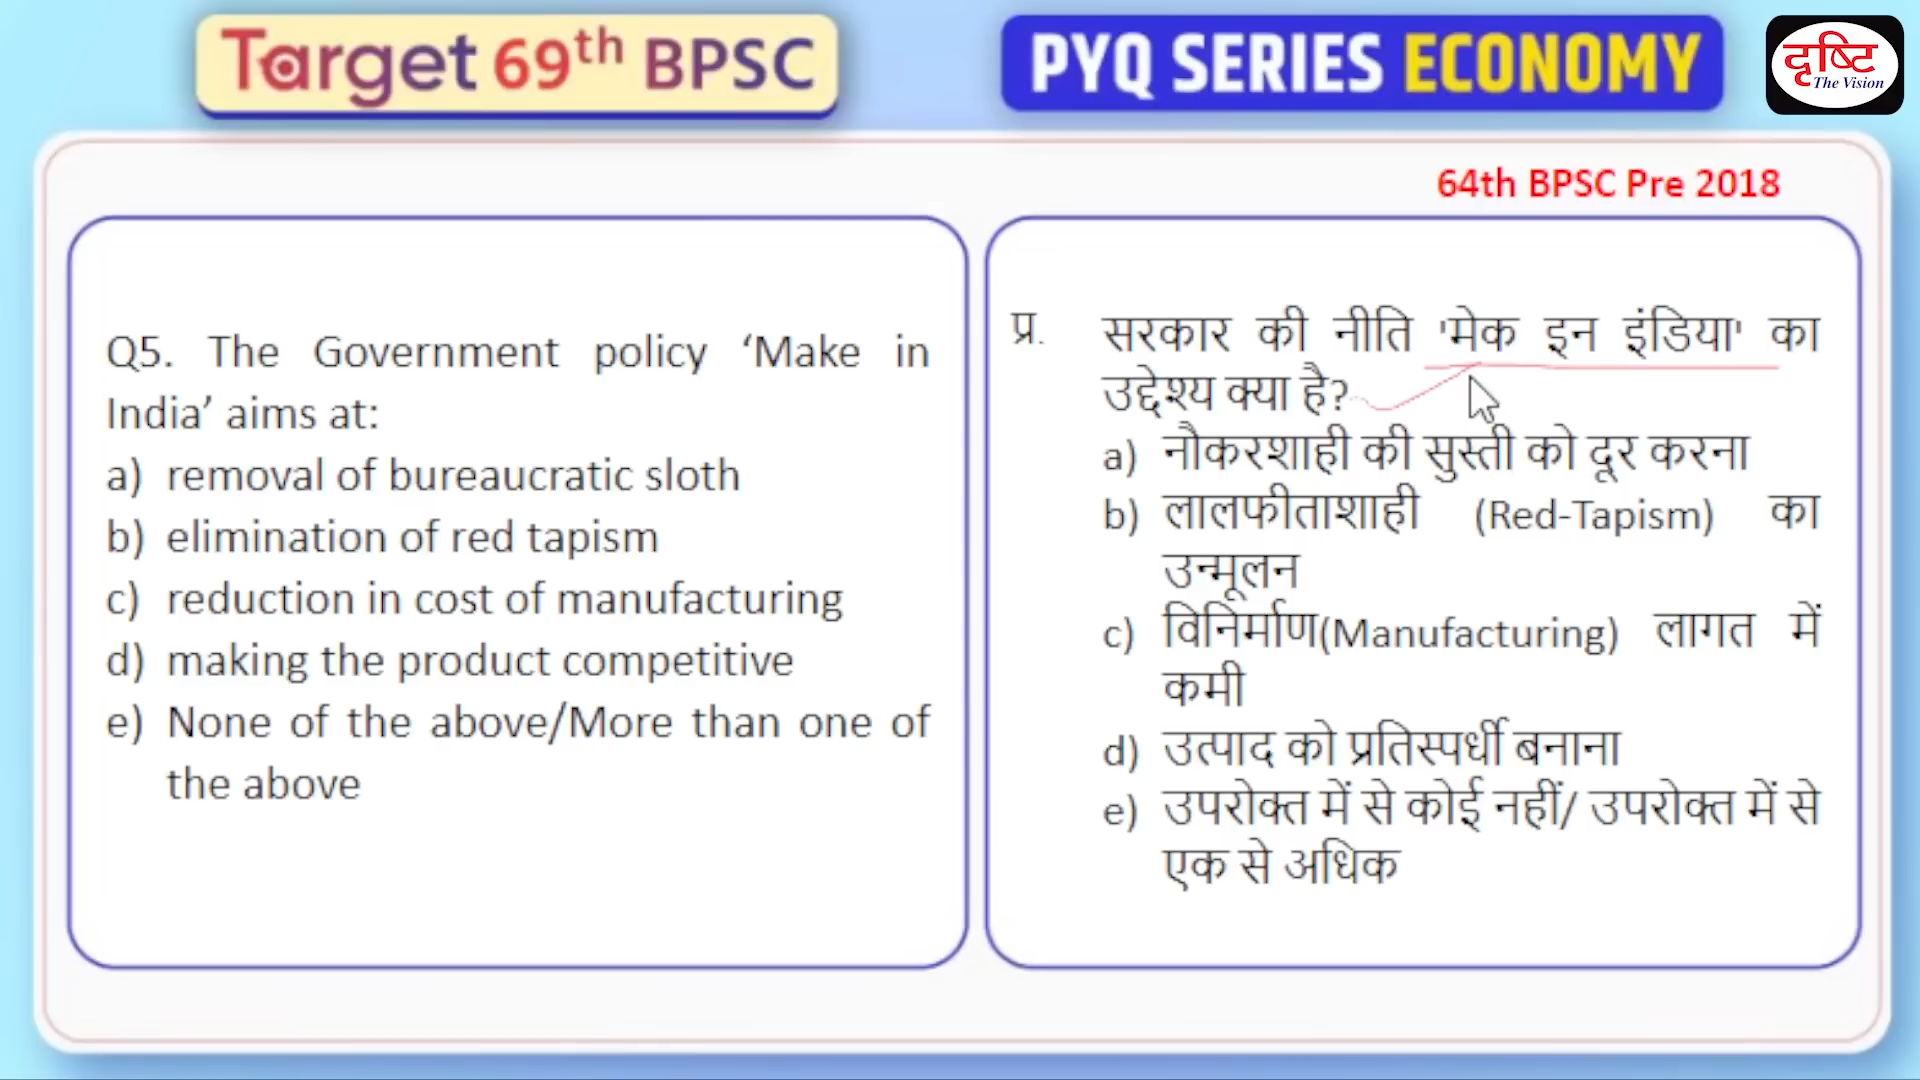 Target 69th BPSC
PYQ SERIES ECONOMY
दृष्टि
The Vision
64th BPSC Pre 2018
Q5. The Government policy ‘Make in
India’ aims at:
a) removal of bureaucratic sloth
b) elimination of red tapism
c) reduction in cost of manufacturing
d) making the product competitive
e) None of the above/More than one of
the above
प्र. सरकार की नीति 'मेक इन इंडिया' का
उद्देश्य क्या है?
a) नौकरशाही की सुस्ती को दूर करना
b) लालफीताशाही (Red-Tapism) का
उन्मूलन
c) विनिर्माण(Manufacturing) लागत में
कमी
d) उत्पाद को प्रतिस्पर्धी बनाना
e) उपरोक्त में से कोई नहीं/ उपरोक्त में से
एक से अधिक